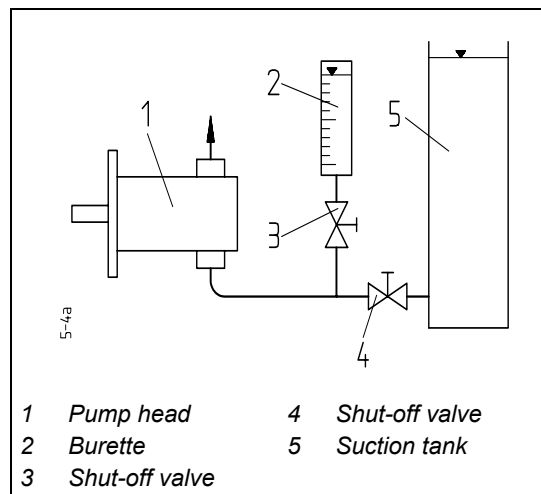 1
2
5
3
4
5-4a
1 Pump head
2 Burette
3 Shut-off valve
4 Shut-off valve
5 Suction tank